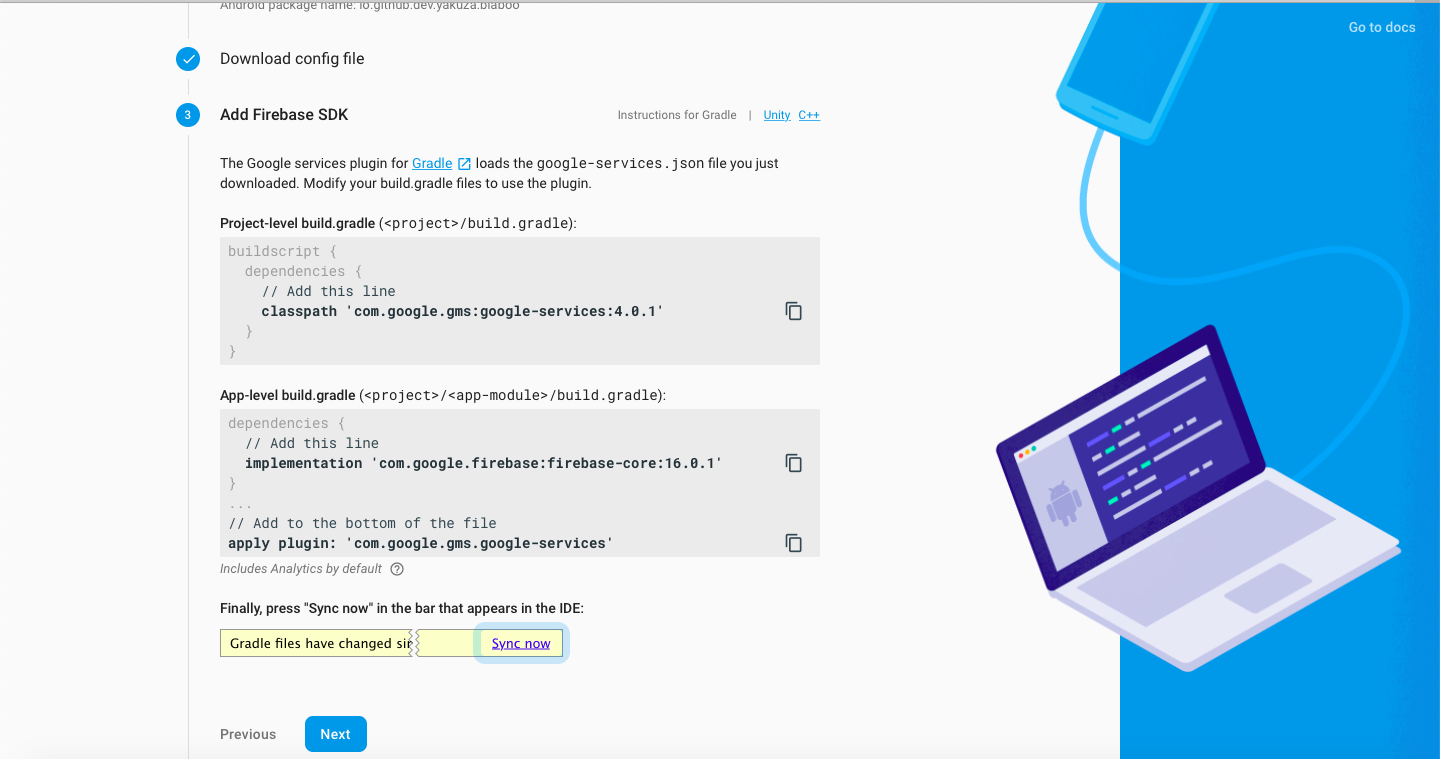 Android package name: io.github.dev.yakuza.blaboo
Go to docs
Download config file
3 Add Firebase SDK Instructions for Gradle | Unity C++
The Google services plugin for Gradle loads the google-services.json file you just
downloaded. Modify your build.gradle files to use the plugin.
Project-level build.gradle (<project>/build.gradle):
buildscript {
  dependencies {
    // Add this line
    classpath 'com.google.gms:google-services:4.0.1'
  }
}
App-level build.gradle (<project>/<app-module>/build.gradle):
dependencies {
  // Add this line
  implementation 'com.google.firebase:firebase-core:16.0.1'
}
...
// Add to the bottom of the file
apply plugin: 'com.google.gms.google-services'
Includes Analytics by default ?
Finally, press "Sync now" in the bar that appears in the IDE:
Gradle files have changed sir Sync now
Previous Next